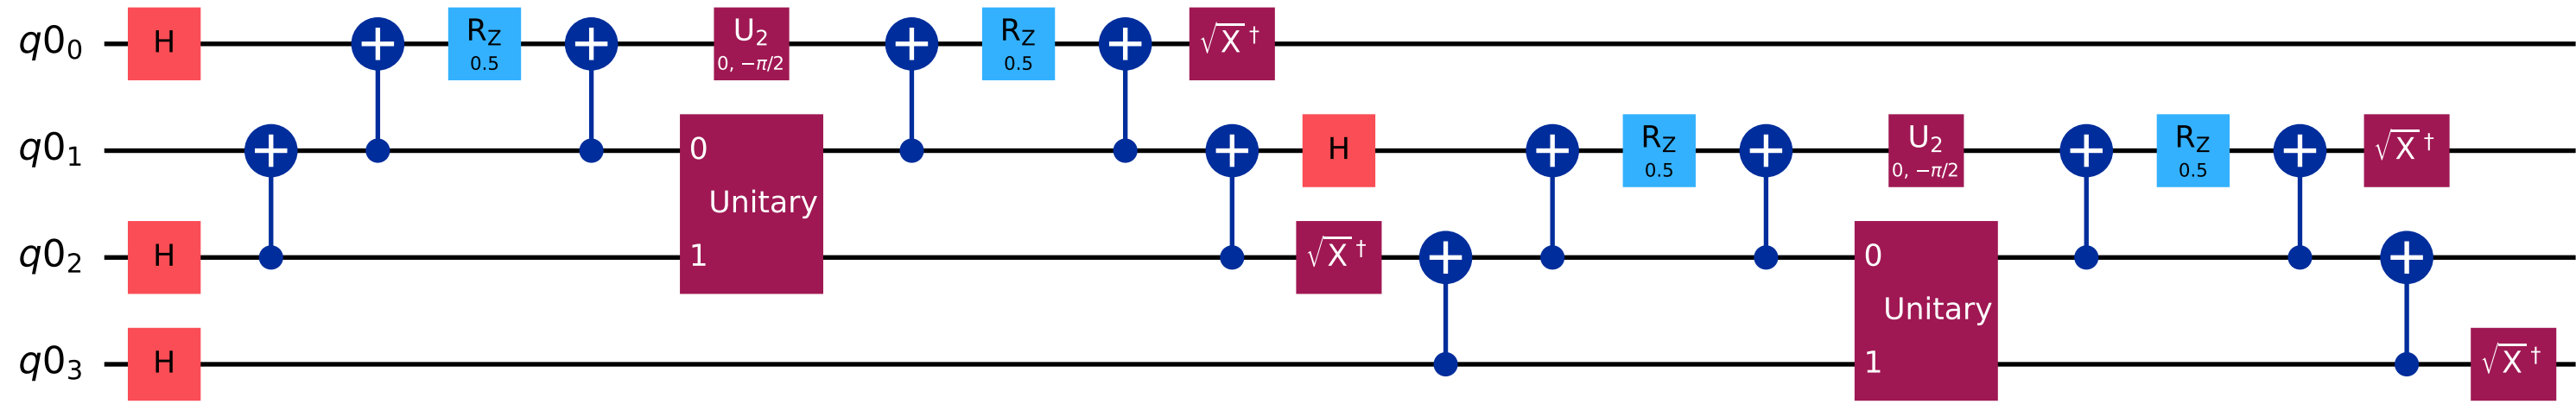 q0₀ H R_Z 0.5 U₂ 0, −π/2 R_Z 0.5 √X †
q0₁ 0 H R_Z 0.5 U₂ 0, −π/2 R_Z 0.5 √X †
Unitary
q0₂ H 1 √X † 0
Unitary
q0₃ H 1 √X †